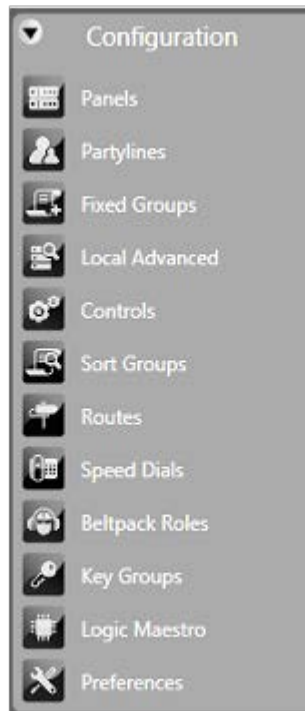 Configuration
Panels
Partylines
Fixed Groups
Local Advanced
Controls
Sort Groups
Routes
Speed Dials
Beltpack Roles
Key Groups
Logic Maestro
Preferences